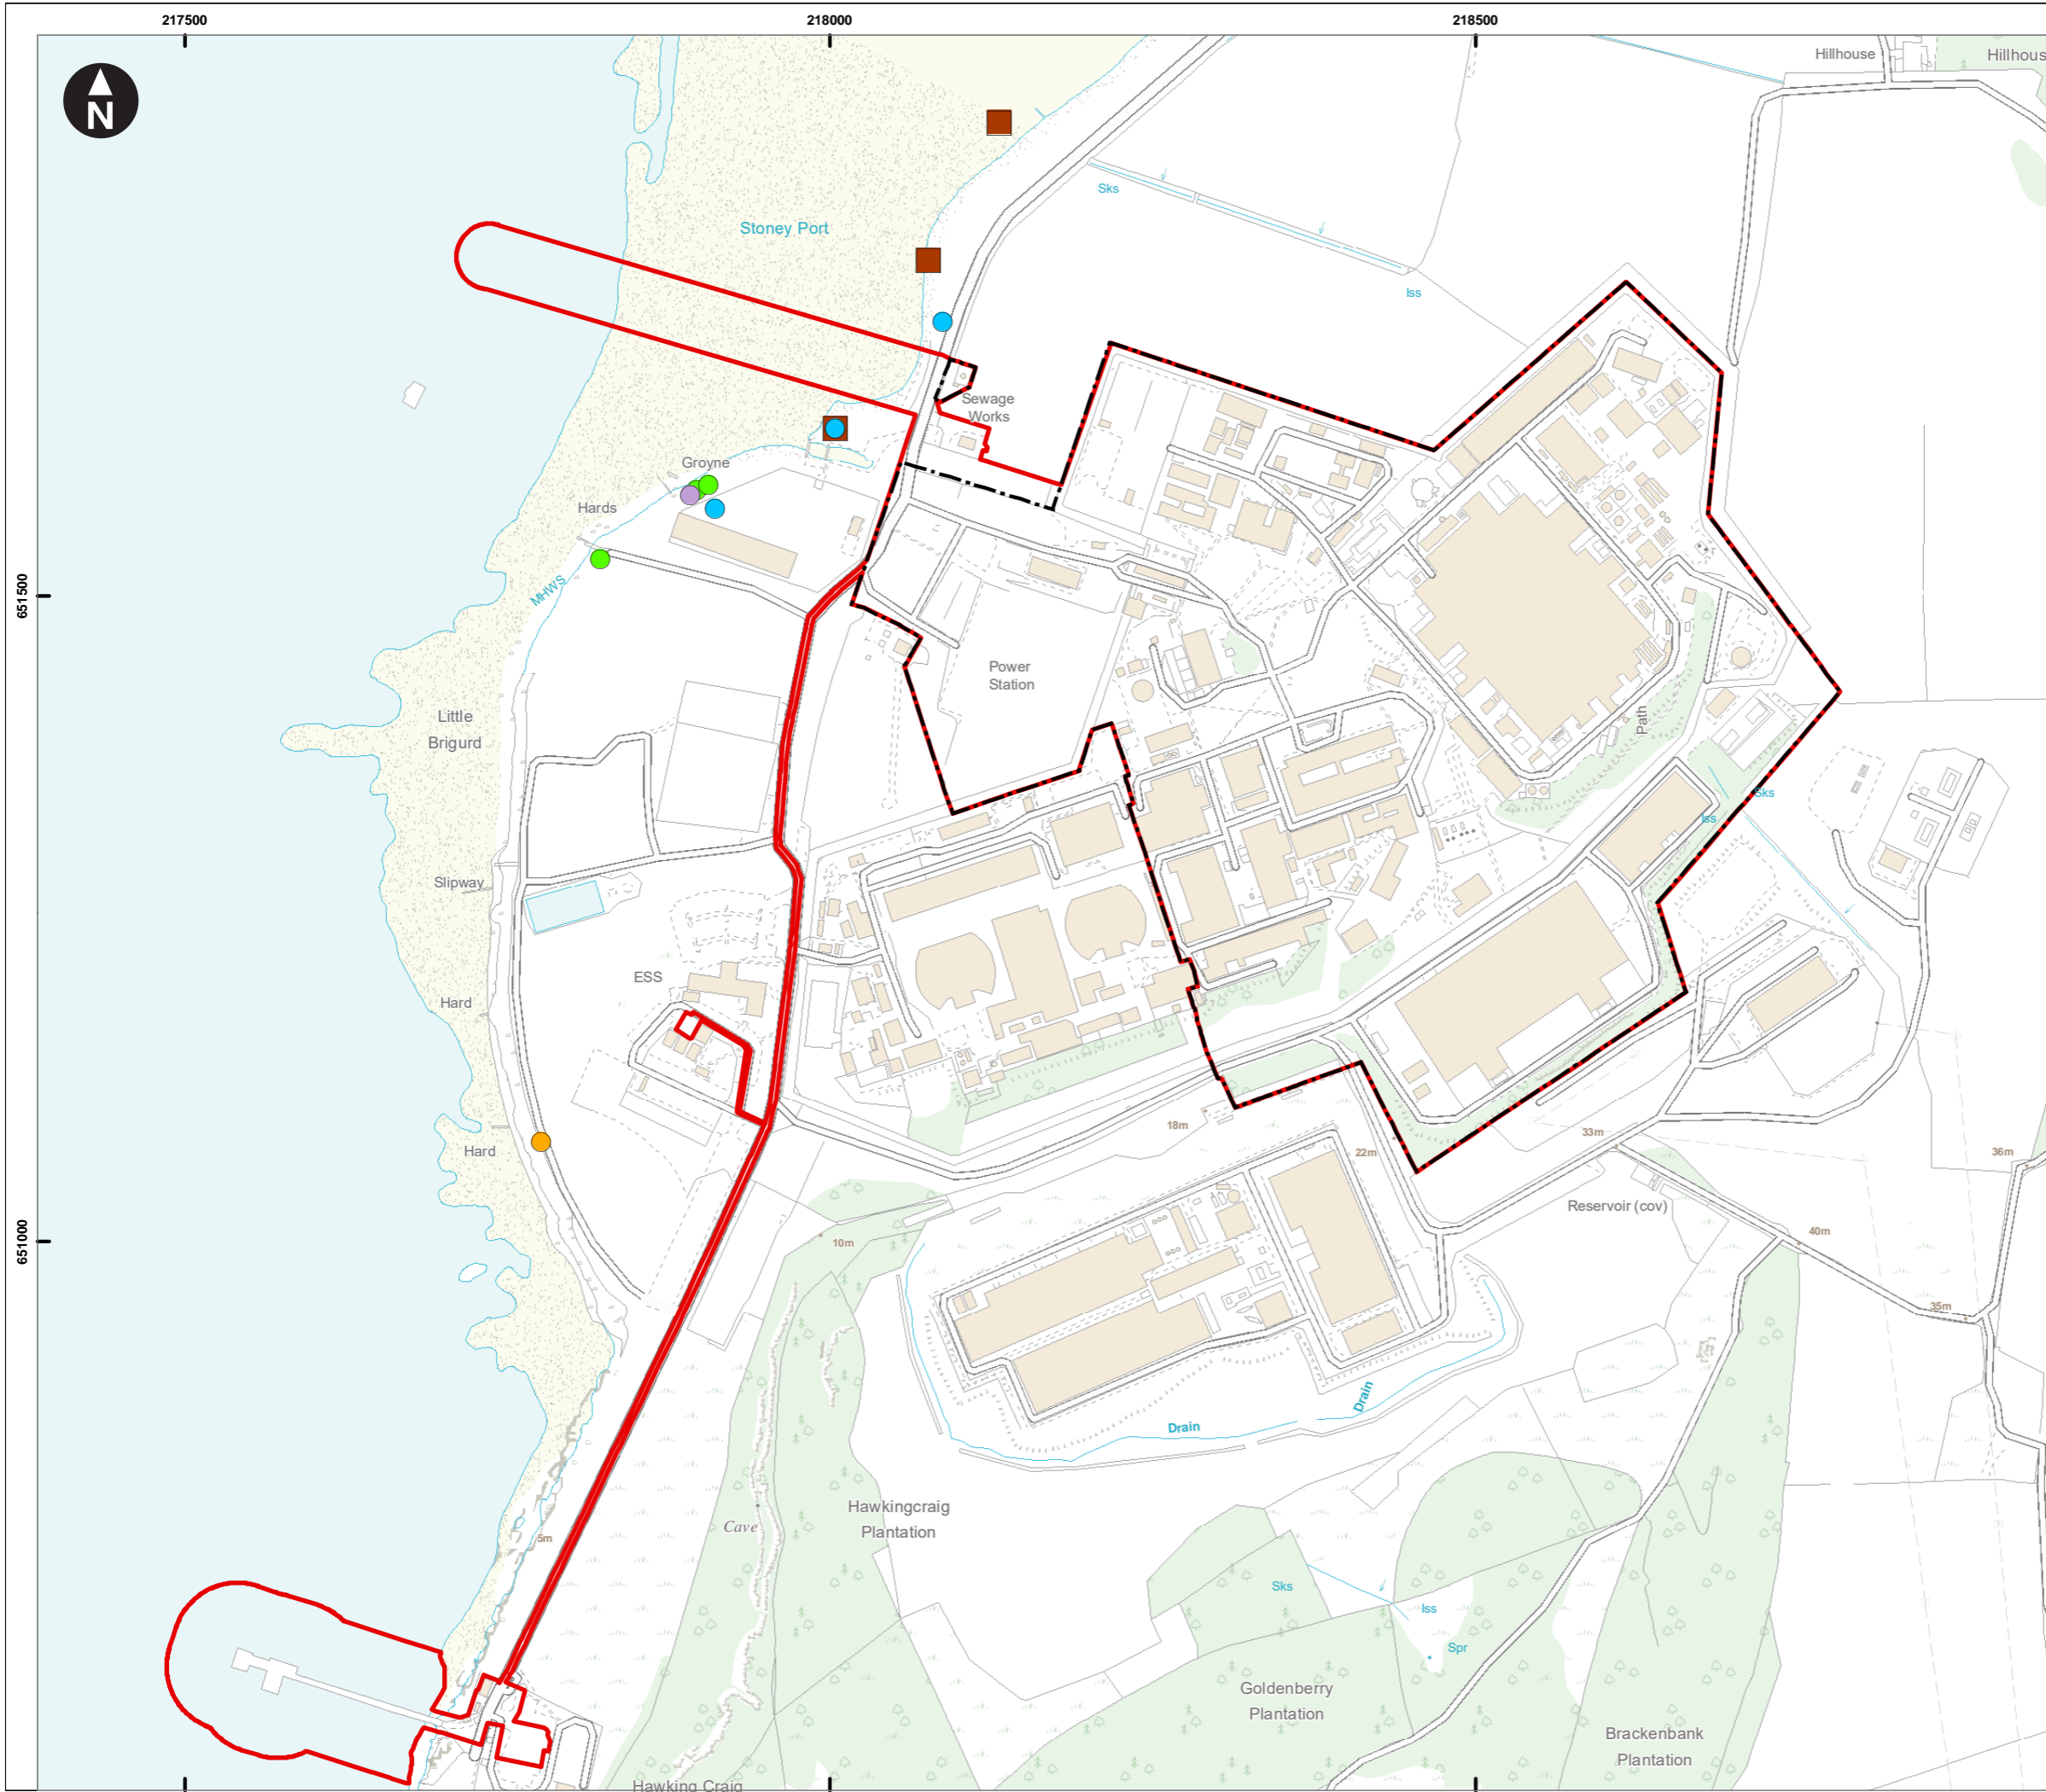 217500
218000
218500
N
Hillhouse
Hillhous
Sks
Stoney Port
Iss
Sewage
Works
Groyne
Hards
MHWS
651500
Power
Station
Path
Little
Brigurd
Sks
Iss
Slipway
ESS
Hard
Hard
18m
22m
33m
36m
Reservoir (cov)
651000
10m
40m
35m
Drain
Drain
Hawkingcraig
Plantation
Cave
5m
Sks
Iss
Spr
Goldenberry
Plantation
Brackenbank
Plantation
Hawking Craig